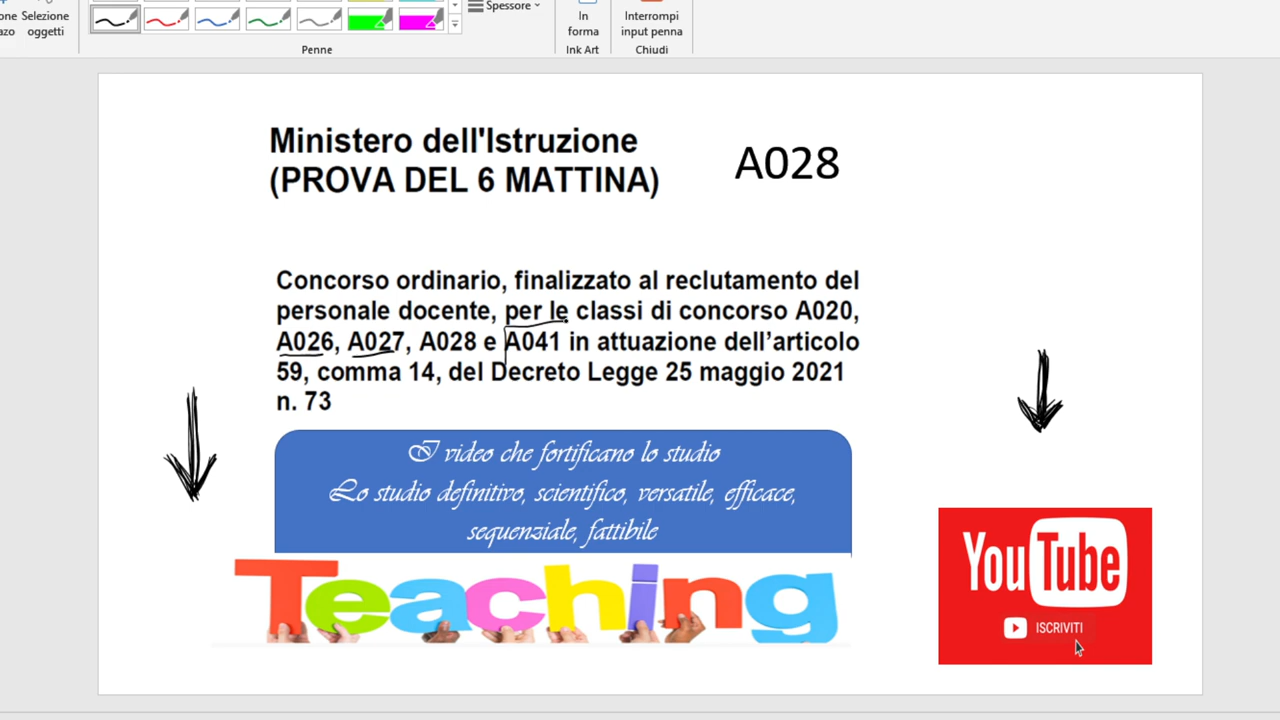 Selezione
oggetti
Penne
Spessore
In
forma
Ink Art
Interrompi
input penna
Chiudi
Ministero dell'Istruzione
(PROVA DEL 6 MATTINA)
A028
Concorso ordinario, finalizzato al reclutamento del
personale docente, per le classi di concorso A020,
A026, A027, A028 e A041 in attuazione dell’articolo
59, comma 14, del Decreto Legge 25 maggio 2021
n. 73
I video che fortificano lo studio
Lo studio definitivo, scientifico, versatile, efficace,
sequenziale, fattibile
Teaching
YouTube
ISCRIVITI